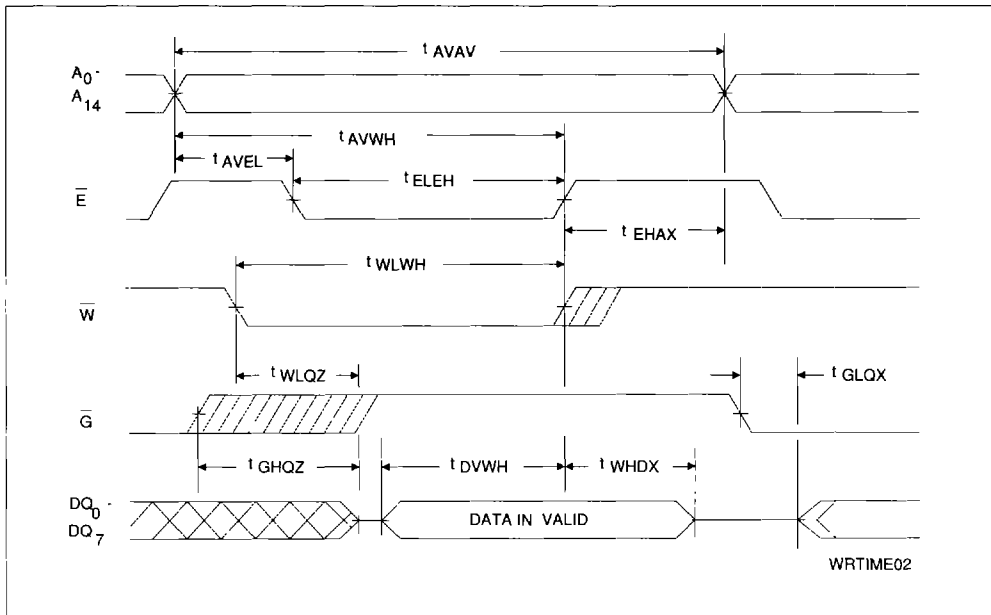 t AVAV
A0 -
A14
t AVWH
t AVEL
t ELEH
E
t EHAX
t WLWH
W
t WLQZ
t GLQX
G
t GHQZ
t DVWH
t WHDX
DQ0 -
DQ7
DATA IN VALID
WRTIME02